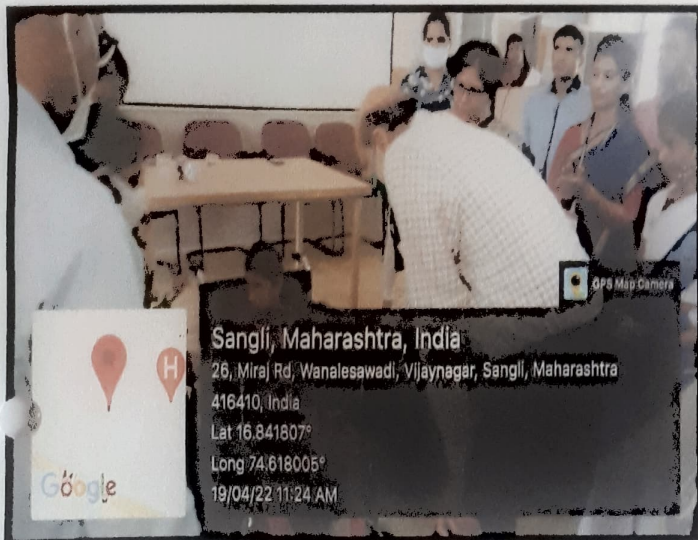 GPS Map Camera
Sangli, Maharashtra, India
26, Miraj Rd, Wanalesawadi, Vijaynagar, Sangli, Maharashtra
416410, India
Lat 16.841807°
Long 74.618005°
19/04/22 11:24 AM
H
Google